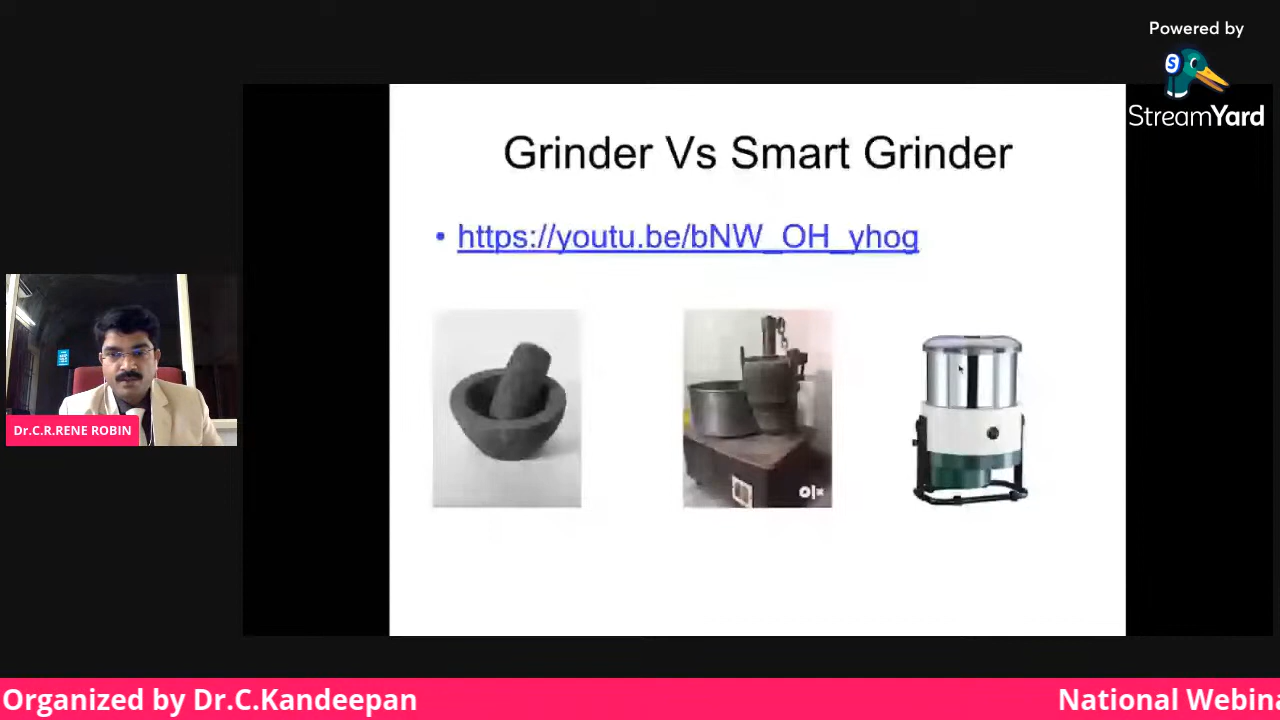 Powered by
S
StreamYard
Grinder Vs Smart Grinder
• https://youtu.be/bNW_OH_yhog
olx
Dr.C.R.RENE ROBIN
Organized by Dr.C.Kandeepan
National Webina